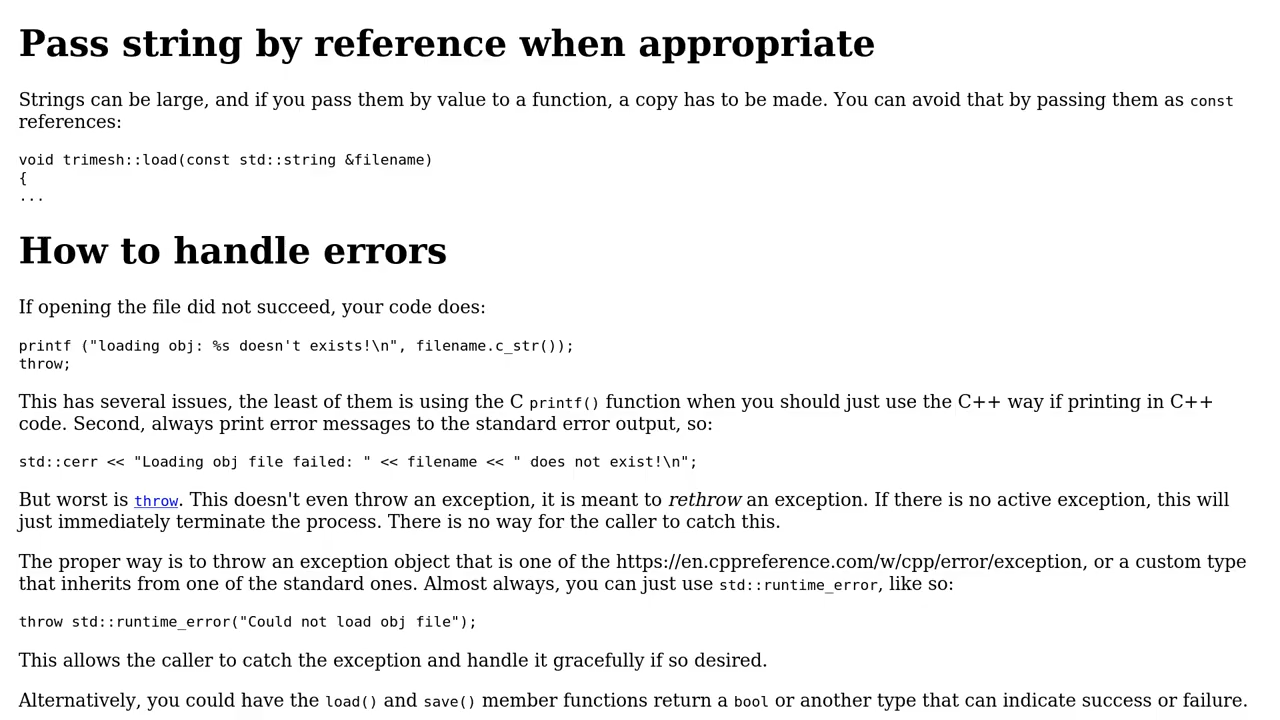 Pass string by reference when appropriate
Strings can be large, and if you pass them by value to a function, a copy has to be made. You can avoid that by passing them as const
references:
void trimesh::load(const std::string &filename)
{
...
How to handle errors
If opening the file did not succeed, your code does:
printf ("loading obj: %s doesn't exists!\n", filename.c_str());
throw;
This has several issues, the least of them is using the C printf() function when you should just use the C++ way if printing in C++
code. Second, always print error messages to the standard error output, so:
std::cerr << "Loading obj file failed: " << filename << " does not exist!\n";
But worst is throw. This doesn't even throw an exception, it is meant to rethrow an exception. If there is no active exception, this will
just immediately terminate the process. There is no way for the caller to catch this.
The proper way is to throw an exception object that is one of the https://en.cppreference.com/w/cpp/error/exception, or a custom type
that inherits from one of the standard ones. Almost always, you can just use std::runtime_error, like so:
throw std::runtime_error("Could not load obj file");
This allows the caller to catch the exception and handle it gracefully if so desired.
Alternatively, you could have the load() and save() member functions return a bool or another type that can indicate success or failure.